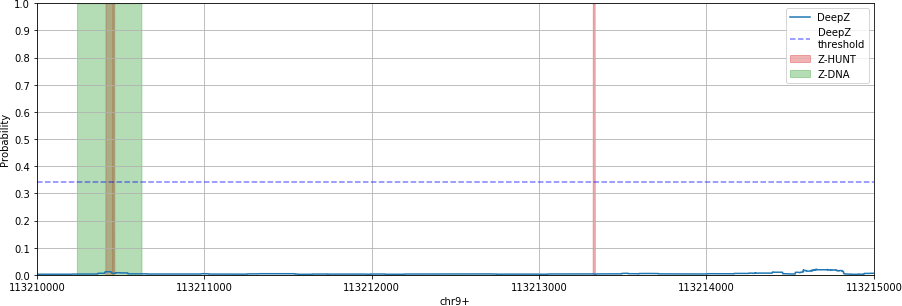 1.0
0.9
0.8
0.7
0.6
0.5
0.4
0.3
0.2
0.1
0.0
Probability
DeepZ
DeepZ
threshold
Z-HUNT
Z-DNA
113210000
113211000
113212000
113213000
113214000
113215000
chr9+